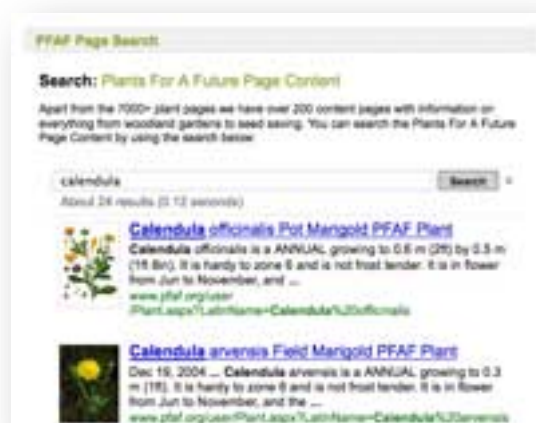 PFAF Page Search
Search: Plants For A Future Page Content
Apart from the 7000+ plant pages we have over 200 content pages with information on
everything from woodland gardens to seed saving. You can search the Plants For A Future
Page Content by using the search below
calendula
Search
×
About 24 results (0.12 seconds)
Calendula officinalis Pot Marigold PFAF Plant
Calendula officinalis is a ANNUAL growing to 0.6 m (2ft) by 0.5 m
(1ft 8in). It is hardy to zone 6 and is not frost tender. It is in flower
from Jun to November, and ...
www.pfaf.org/user
/Plant.aspx?LatinName=Calendula%20officinalis
Calendula arvensis Field Marigold PFAF Plant
Dec 19, 2004 ... Calendula arvensis is a ANNUAL growing to 0.3
m (1ft). It is hardy to zone 6 and is not frost tender. It is in flower
from Jun to November, and the ...
www.pfaf.org/user/Plant.aspx?LatinName=Calendula%20arvensis